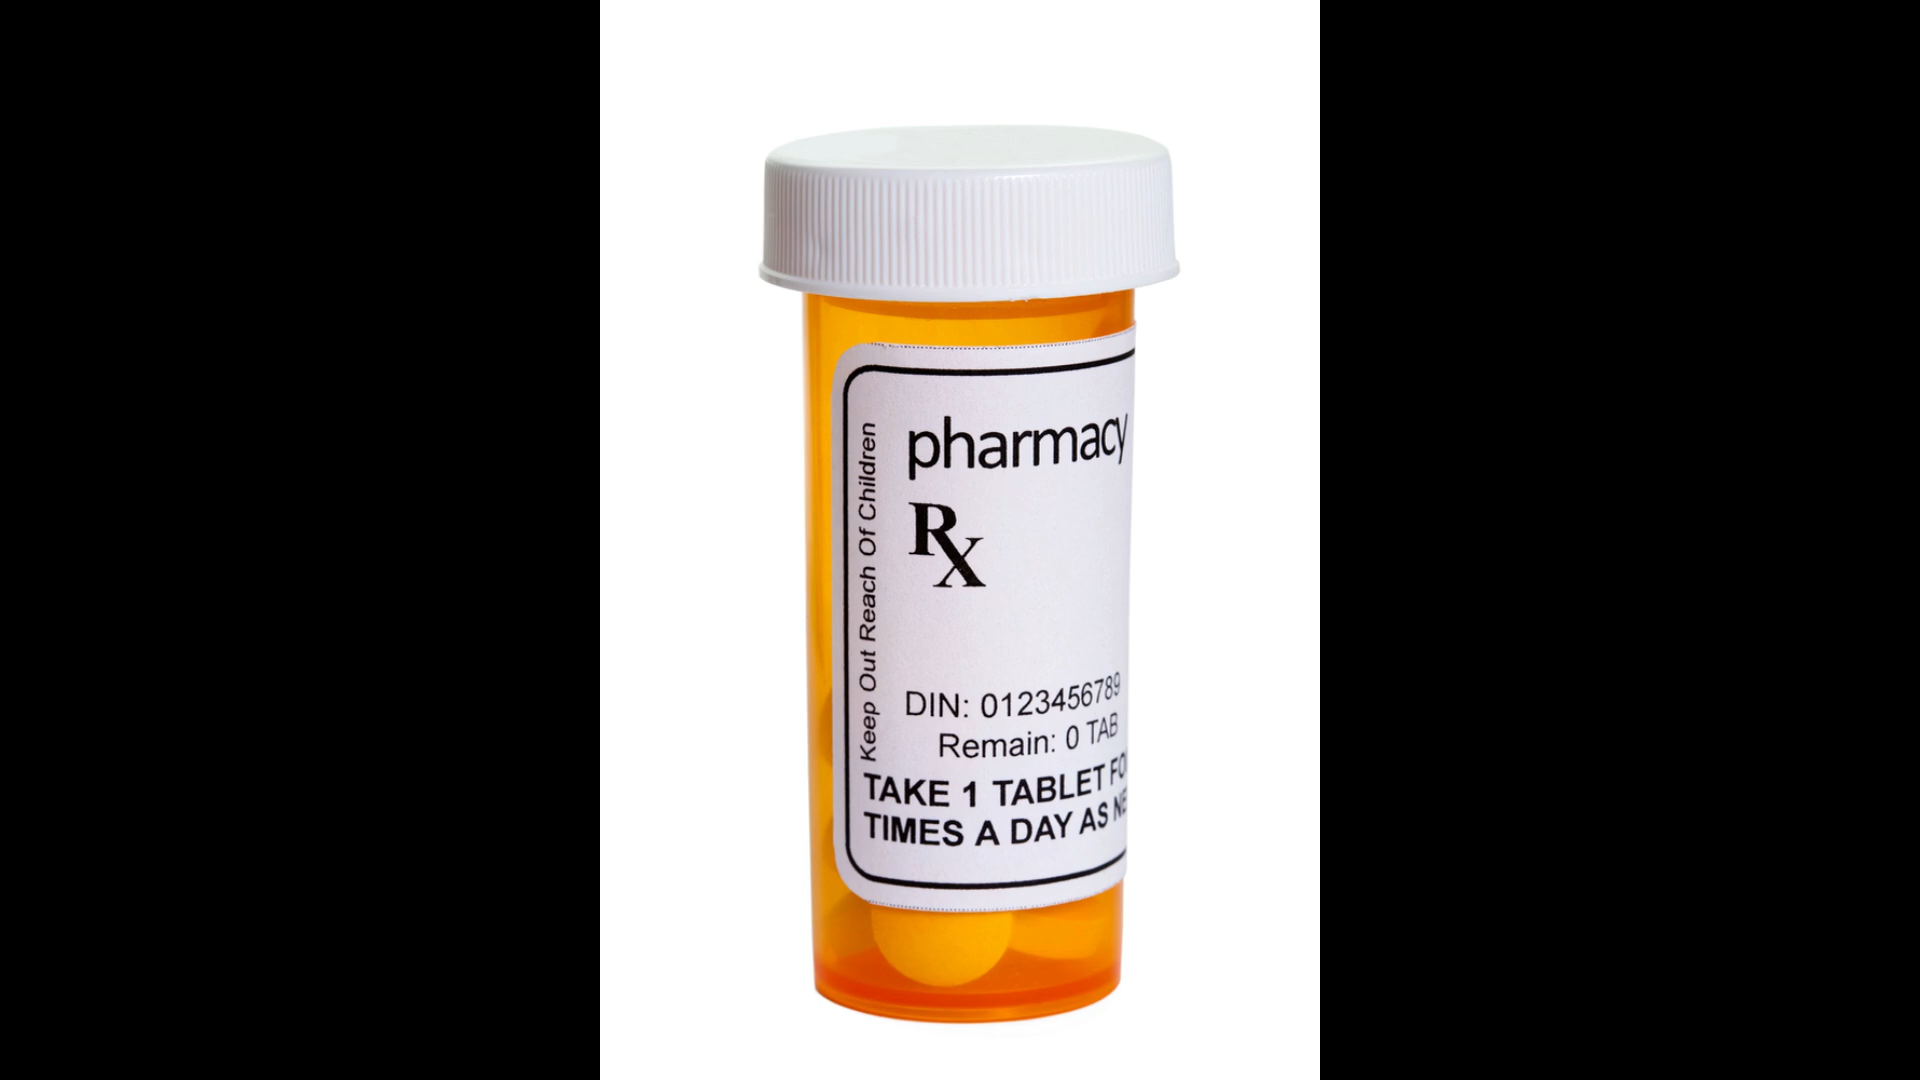 pharmacy
Rx
Keep Out Reach Of Children
DIN: 0123456789
Remain: 0 TAB
TAKE 1 TABLET
TIMES A DAY AS